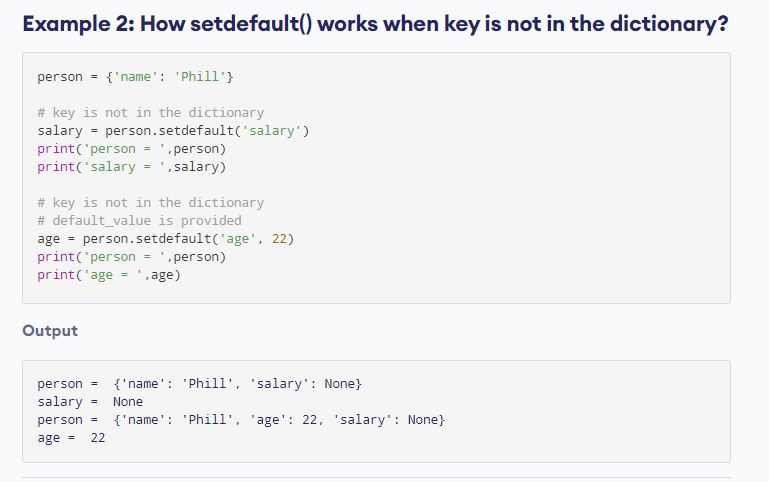 Example 2: How setdefault() works when key is not in the dictionary?
person = {'name': 'Phill'}
# key is not in the dictionary
salary = person.setdefault('salary')
print('person = ',person)
print('salary = ',salary)
# key is not in the dictionary
# default_value is provided
age = person.setdefault('age', 22)
print('person = ',person)
print('age = ',age)
Output
person =  {'name': 'Phill', 'salary': None}
salary =  None
person =  {'name': 'Phill', 'age': 22, 'salary': None}
age =  22